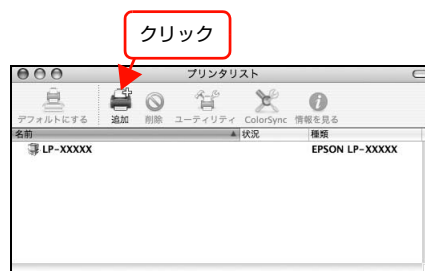 クリック
プリンタリスト
デフォルトにする 追加 削除 ユーティリティ ColorSync 情報を見る
名前 状況 種類
LP-XXXXX EPSON LP-XXXXX